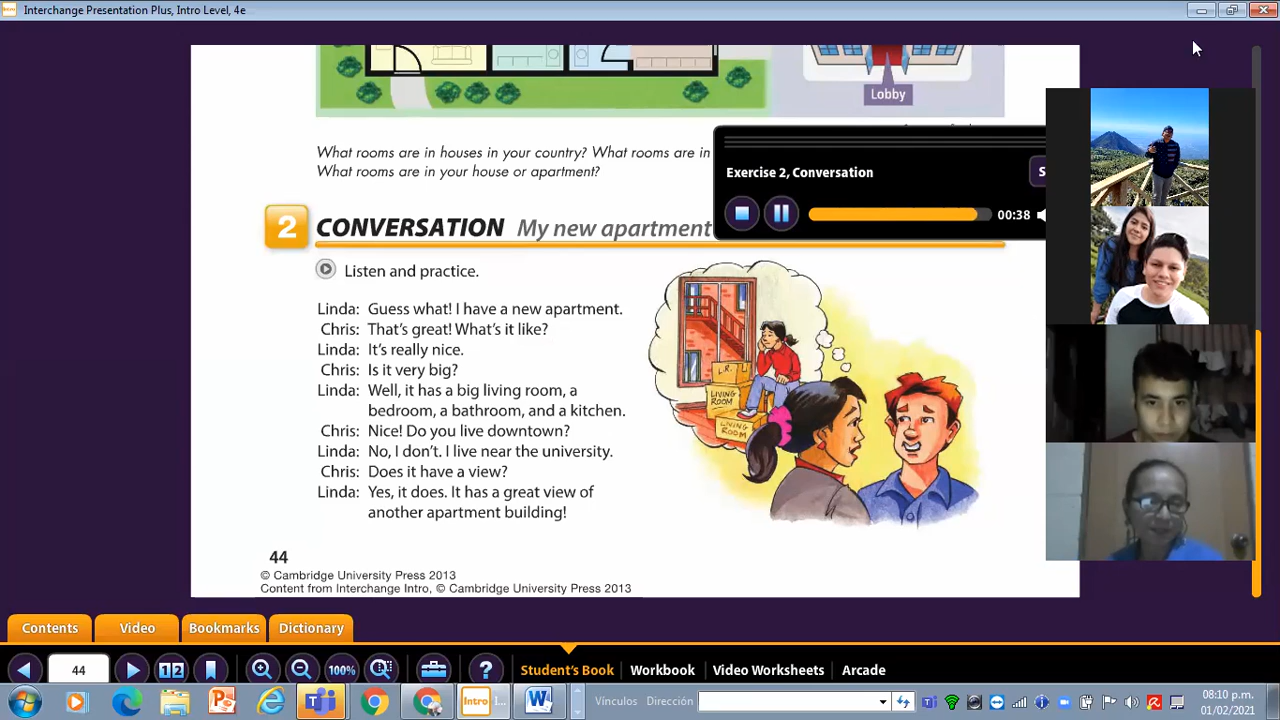 Interchange Presentation Plus, Intro Level, 4e
Lobby
What rooms are in houses in your country? What rooms are in
What rooms are in your house or apartment?
Exercise 2, Conversation
S
00:38
2 CONVERSATION My new apartment
Listen and practice.
Linda: Guess what! I have a new apartment.
Chris: That's great! What's it like?
Linda: It's really nice.
Chris: Is it very big?
Linda: Well, it has a big living room, a
bedroom, a bathroom, and a kitchen.
Chris: Nice! Do you live downtown?
Linda: No, I don't. I live near the university.
Chris: Does it have a view?
Linda: Yes, it does. It has a great view of
another apartment building!
L.R.
LIVING
ROOM
LIVING
ROOM
44
© Cambridge University Press 2013
Content from Interchange Intro, © Cambridge University Press 2013
Contents Video Bookmarks Dictionary
44 12 100% ? Student's Book Workbook Video Worksheets Arcade
Intro I... Vínculos Dirección 08:10 p.m.
01/02/2021